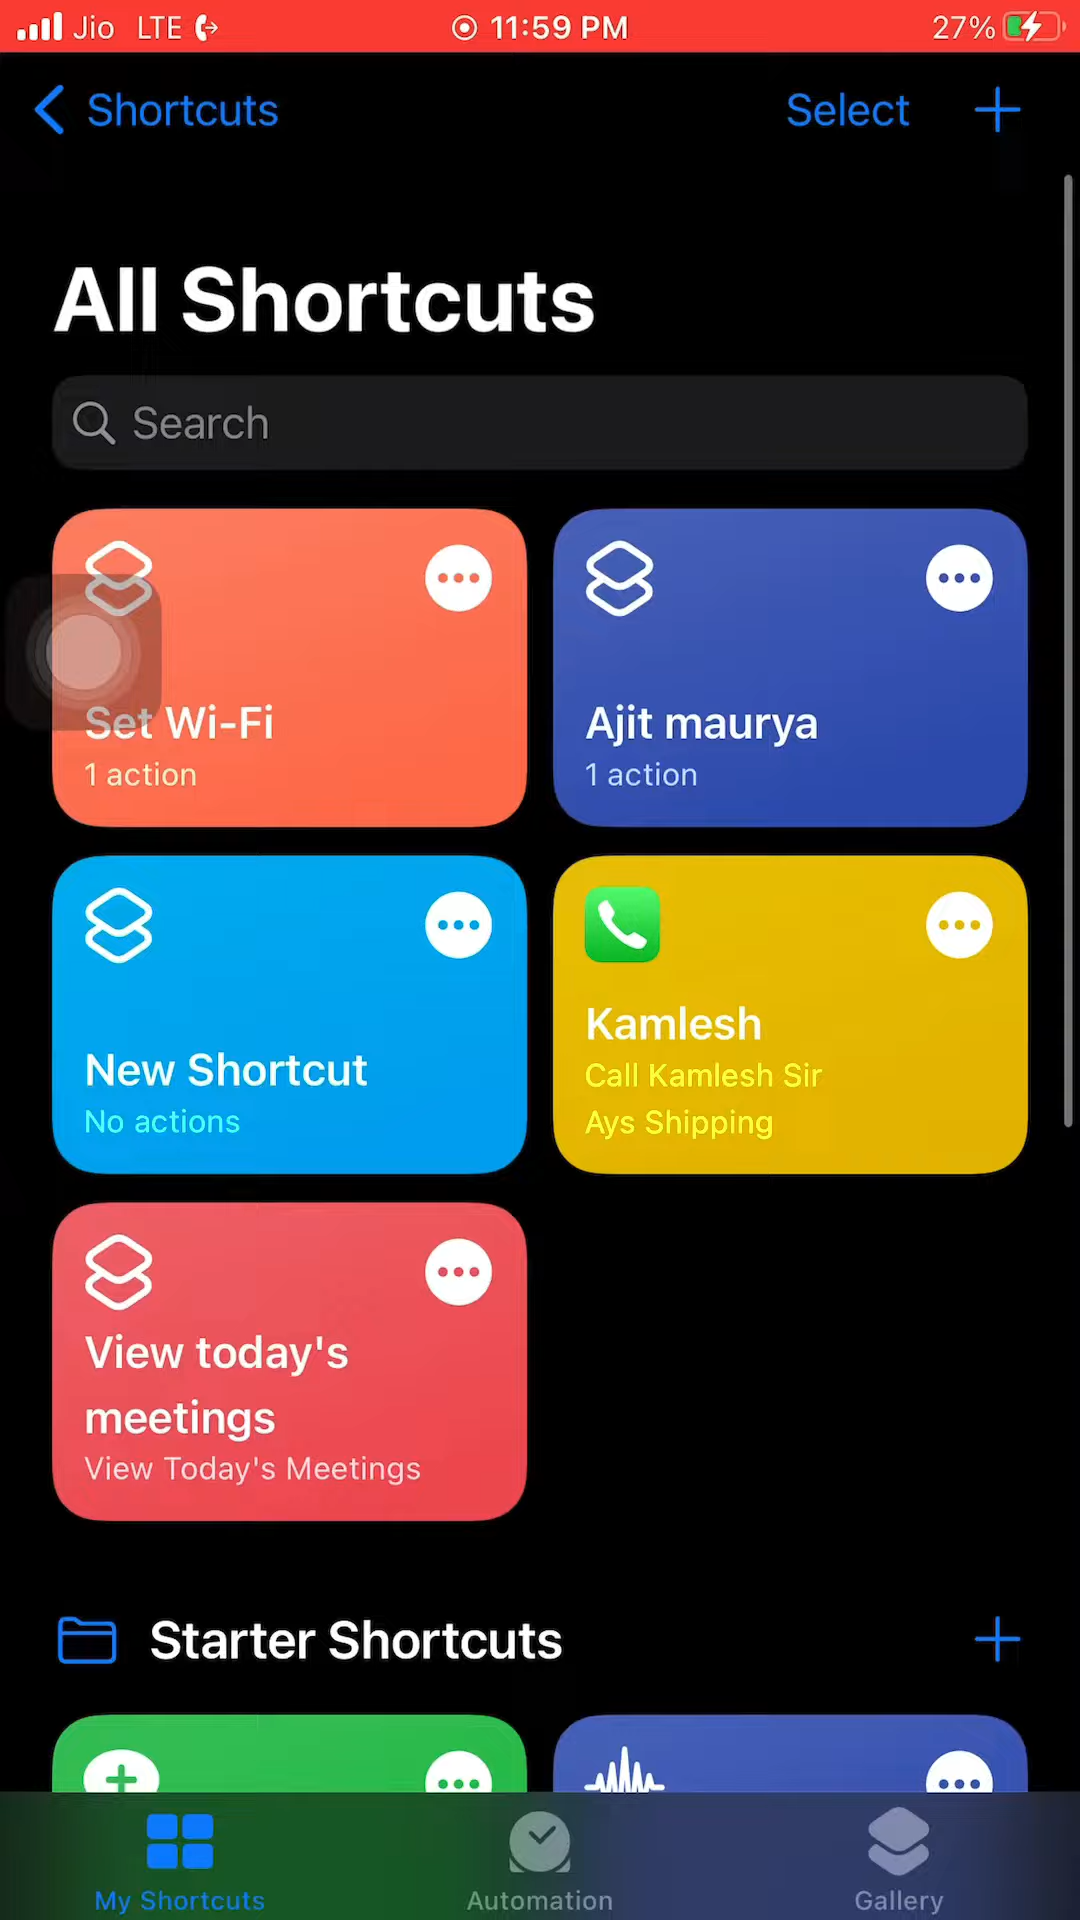 Jio LTE 11:59 PM 27%
Shortcuts Select
All Shortcuts
Search
Set Wi-Fi
1 action
Ajit maurya
1 action
New Shortcut
No actions
Kamlesh
Call Kamlesh Sir
Ays Shipping
View today's
meetings
View Today's Meetings
Starter Shortcuts
My Shortcuts Automation Gallery